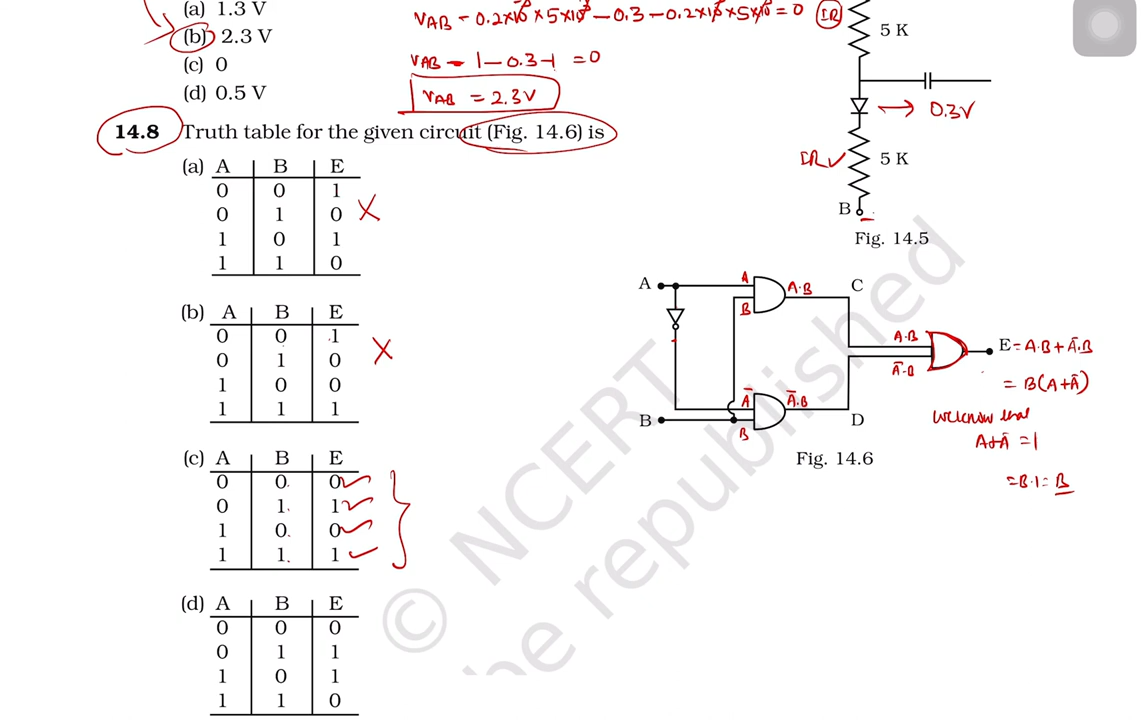 (a) 1.3 V
(b) 2.3 V
(c) 0
(d) 0.5 V
VAB – 0.2×10⁻³ × 5×10³ – 0.3 – 0.2×10⁻³ × 5×10³ = 0
VAB – 1 – 0.3 – 1 = 0
VAB = 2.3V
IR
5 K
→ 0.3V
IR
5 K
B
Fig. 14.5
14.8 Truth table for the given circuit (Fig. 14.6) is
(a) A B E
0 0 1
0 1 0
1 0 1
1 1 0
(b) A B E
0 0 1
0 1 0
1 0 0
1 1 1
(c) A B E
0 0. 0
0 1. 1
1 0. 0
1 1. 1
(d) A B E
0 0 0
0 1 1
1 0 1
1 1 0
A
A
B
A·B
C
A·B
Ā·B
E = A·B + Ā·B
= B(A+Ā)
we know that
A+Ā = 1
= B·1 = B
Ā
B
Ā·B
B
D
Fig. 14.6
© NCERT
be republished